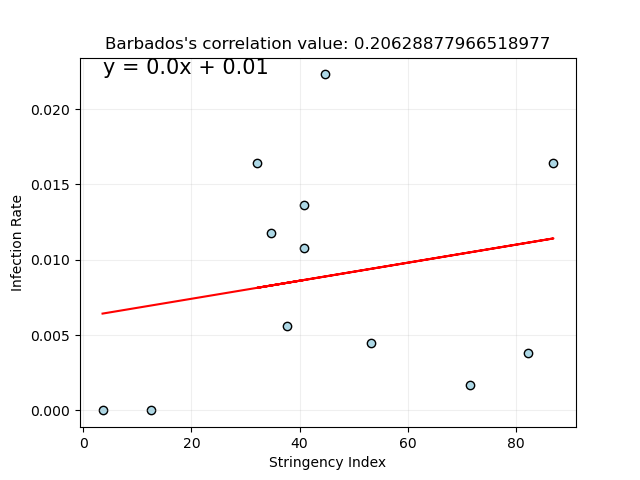 Barbados's correlation value: 0.20628877966518977
y = 0.0x + 0.01
0.020
0.015
0.010
0.005
0.000
Infection Rate
0 20 40 60 80
Stringency Index